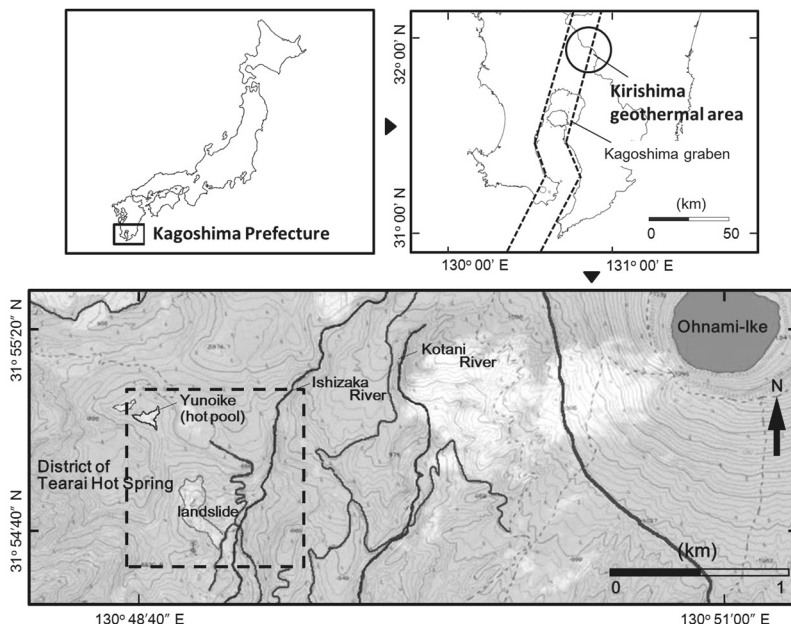 Kagoshima Prefecture
32°00' N
31°00' N
Kirishima
geothermal area
Kagoshima graben
(km)
0 50
130°00' E
131°00' E
31°55'20" N
31°54'40" N
Ohnami-Ike
Kotani
River
Ishizaka
River
Yunoike
(hot pool)
N
District of
Tearai Hot Spring
landslide
(km)
0 1
130°48'40" E
130°51'00" E